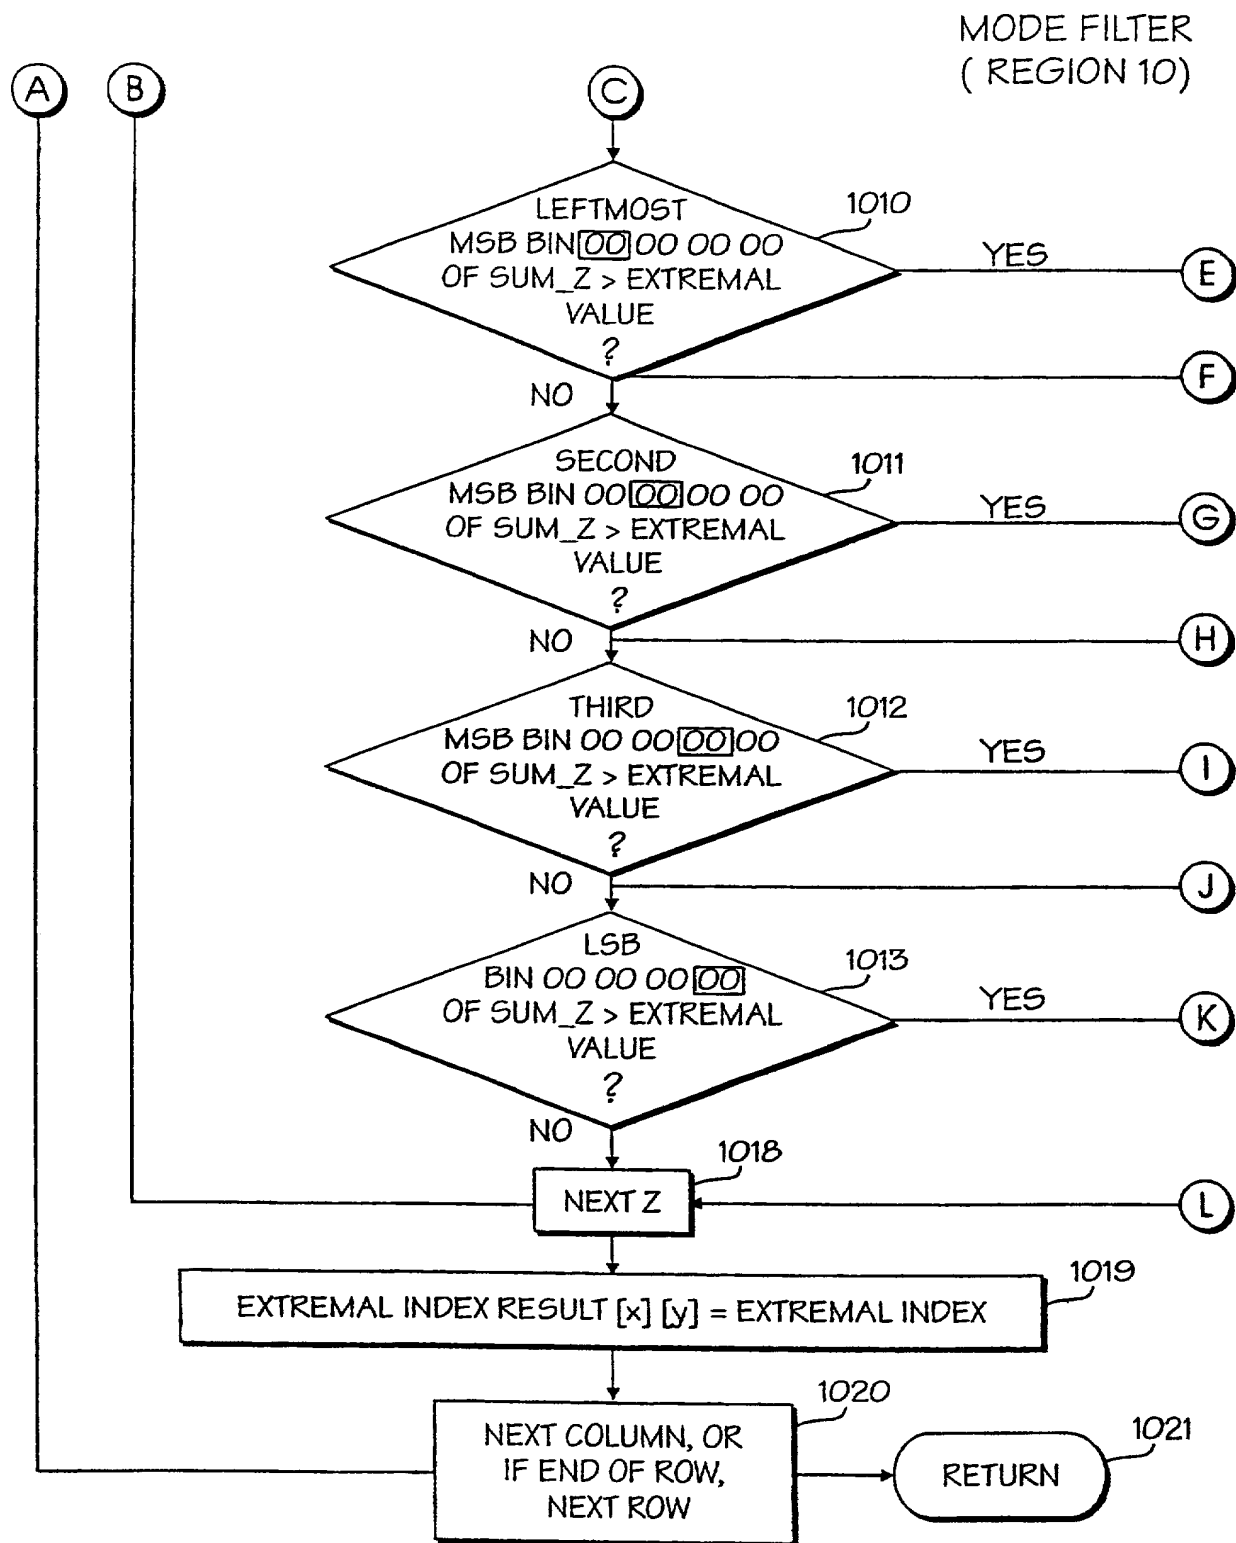 MODE FILTER
( REGION 10)
A
B
C
LEFTMOST
MSB BIN 00 00 00 00
OF SUM_Z > EXTREMAL
VALUE
?
1010
YES
E
F
NO
SECOND
MSB BIN 00 00 00 00
OF SUM_Z > EXTREMAL
VALUE
?
1011
YES
G
NO
H
THIRD
MSB BIN 00 00 00 00
OF SUM_Z > EXTREMAL
VALUE
?
1012
YES
I
NO
J
LSB
BIN 00 00 00 00
OF SUM_Z > EXTREMAL
VALUE
?
1013
YES
K
NO
1018
NEXT Z
L
1019
EXTREMAL INDEX RESULT [x] [y] = EXTREMAL INDEX
1020
NEXT COLUMN, OR
IF END OF ROW,
NEXT ROW
1021
RETURN